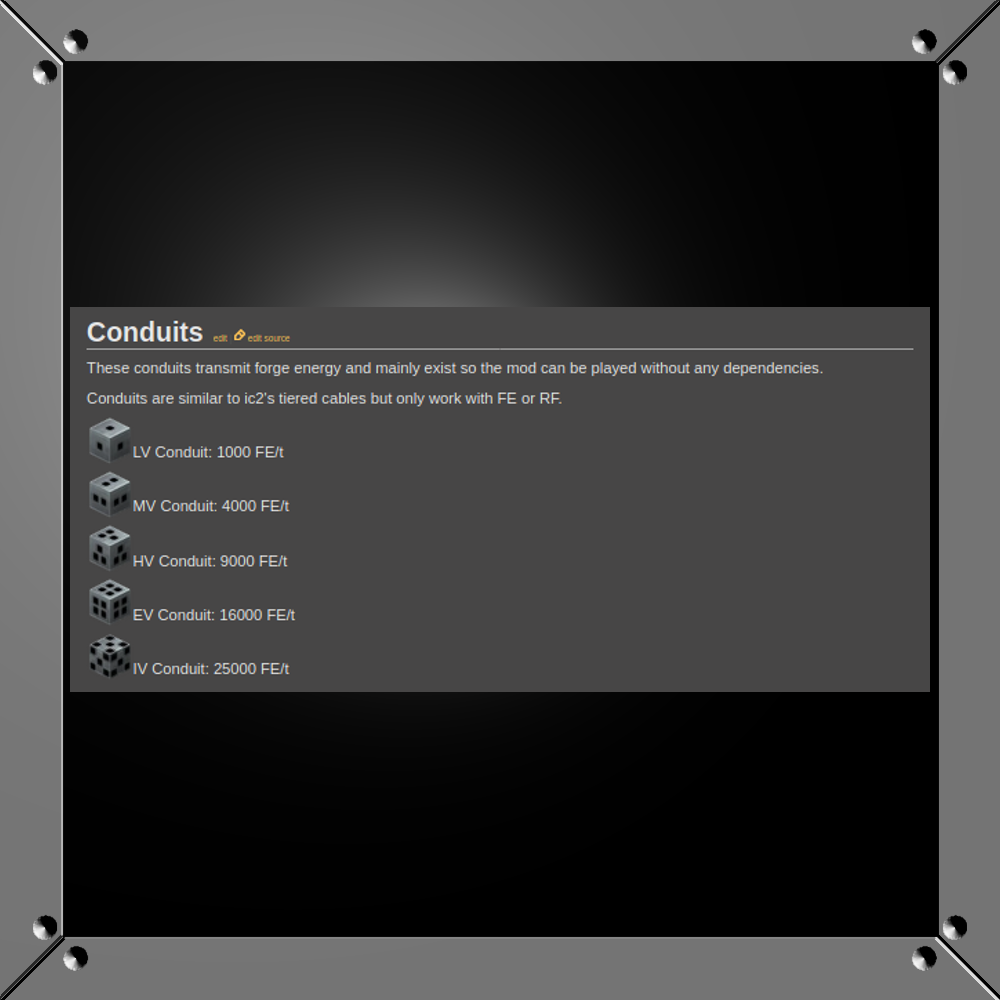 Conduits edit edit source
These conduits transmit forge energy and mainly exist so the mod can be played without any dependencies.
Conduits are similar to ic2's tiered cables but only work with FE or RF.
LV Conduit: 1000 FE/t
MV Conduit: 4000 FE/t
HV Conduit: 9000 FE/t
EV Conduit: 16000 FE/t
IV Conduit: 25000 FE/t